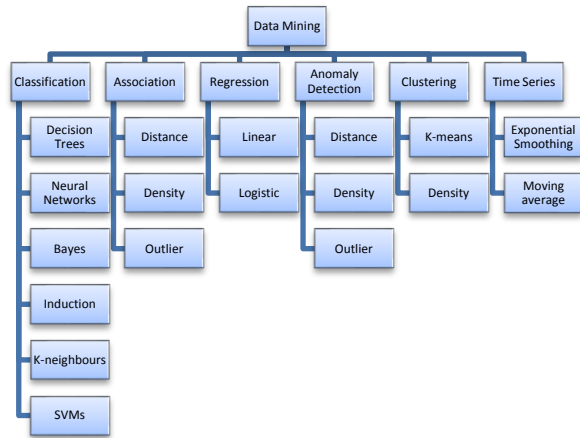 Data Mining
Classification
Association
Regression
Anomaly
Detection
Clustering
Time Series
Decision
Trees
Distance
Linear
Distance
K-means
Exponential
Smoothing
Neural
Networks
Density
Logistic
Density
Density
Moving
average
Bayes
Outlier
Outlier
Induction
K-neighbours
SVMs